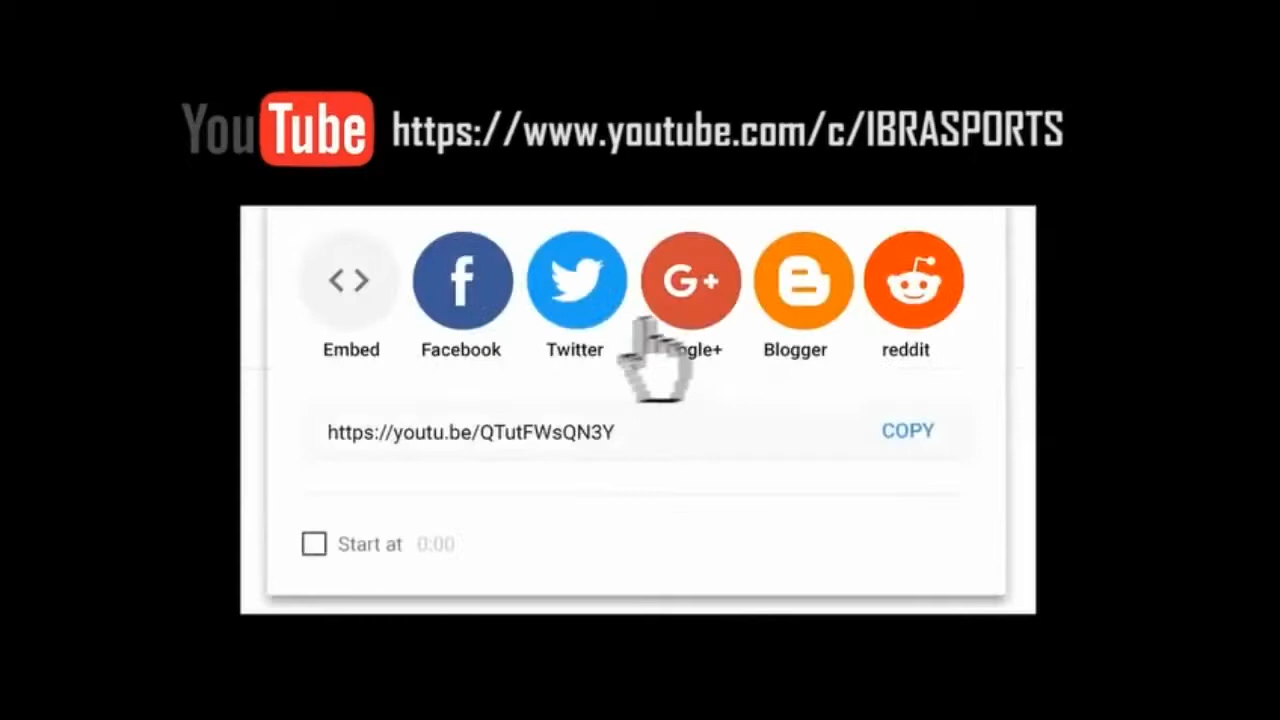 YouTube https://www.youtube.com/c/IBRASPORTS
Embed Facebook Twitter gle+ Blogger reddit
https://youtu.be/QTutFWsQN3Y COPY
Start at 0:00